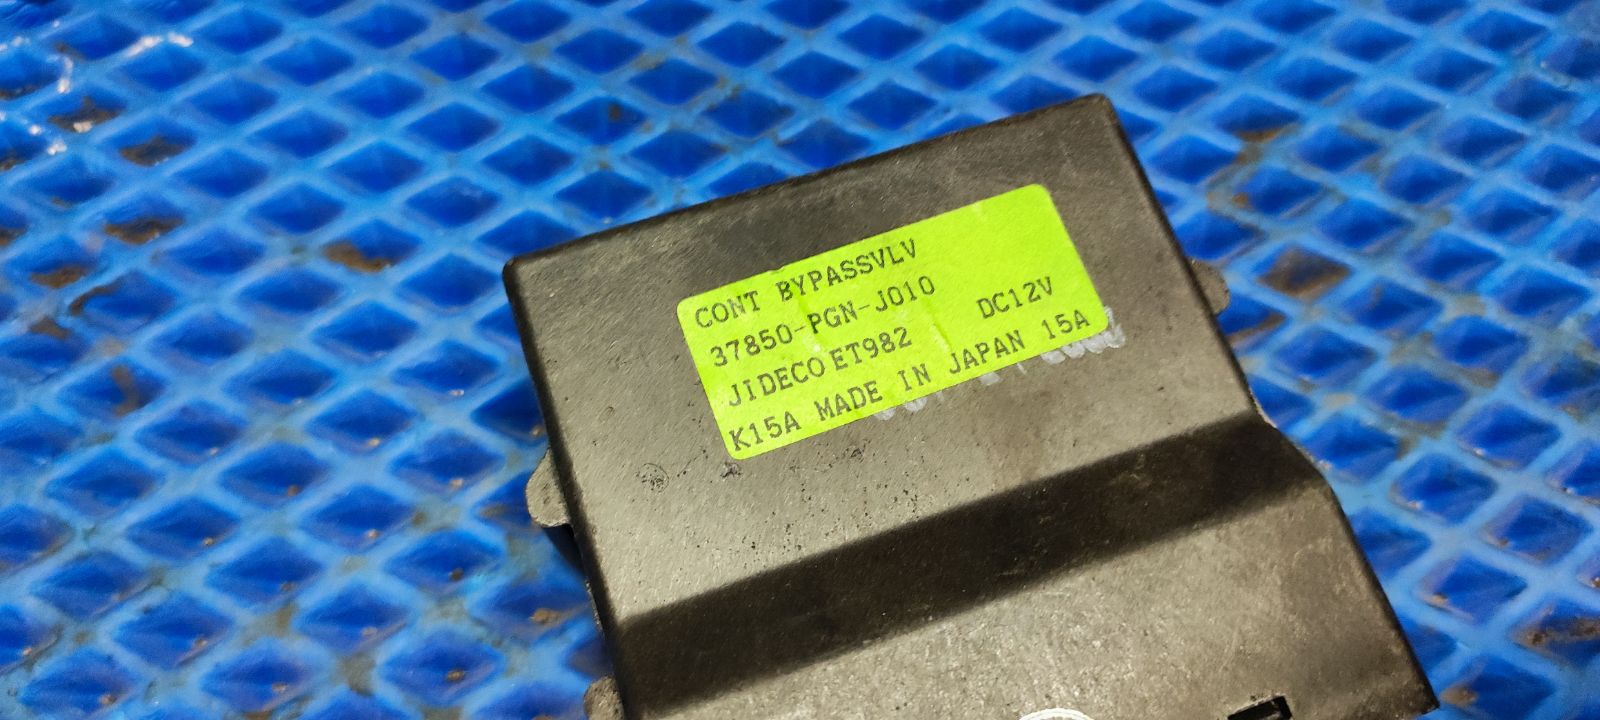 CONT BYPASSVLV
37850-PGN-J010
JIDECO ET982 DC12V
K15A MADE IN JAPAN 15A